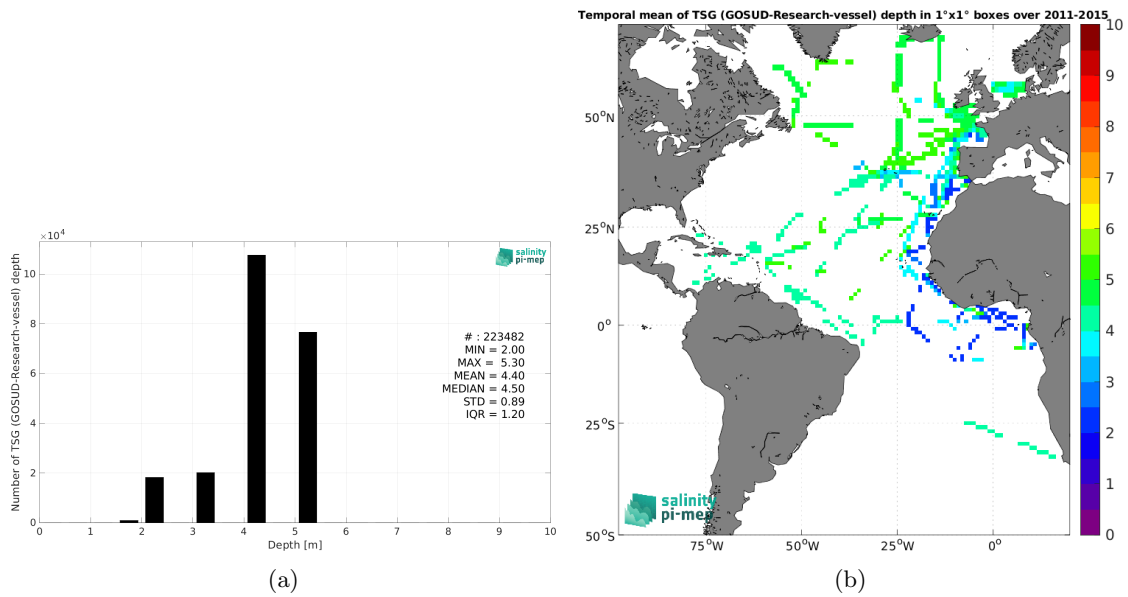 ×10⁴
10
8
6
4
2
0
Number of TSG (GOSUD-Research-vessel) depth
salinity
pi-mep
# : 223482
MIN = 2.00
MAX = 5.30
MEAN = 4.40
MEDIAN = 4.50
STD = 0.89
IQR = 1.20
0 1 2 3 4 5 6 7 8 9 10
Depth [m]
(a)
Temporal mean of TSG (GOSUD-Research-vessel) depth in 1°x1° boxes over 2011-2015
50°N
25°N
0°
25°S
50°S
75°W 50°W 25°W 0°
salinity
pi-mep
10
9
8
7
6
5
4
3
2
1
0
(b)